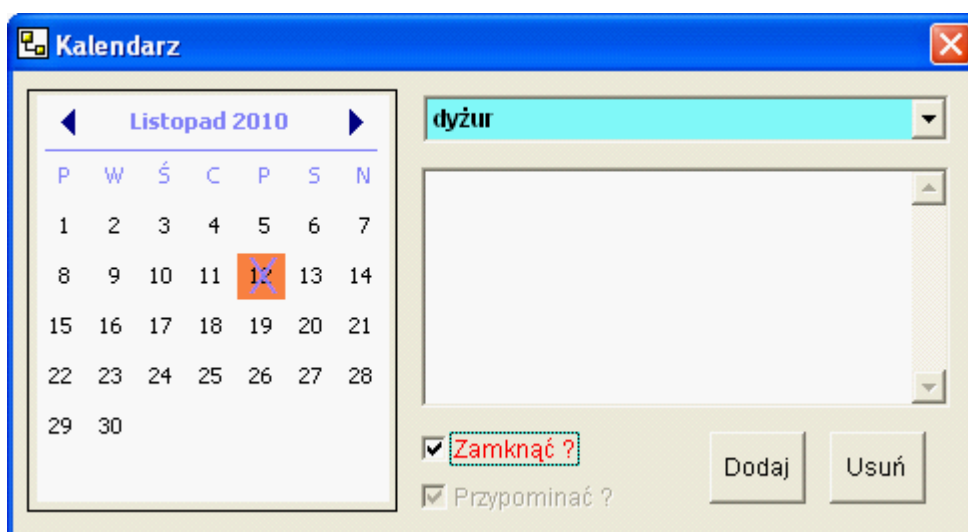 Kalendarz
Listopad 2010
P W Ś C P S N
1 2 3 4 5 6 7
8 9 10 11 12 13 14
15 16 17 18 19 20 21
22 23 24 25 26 27 28
29 30
dyżur
Zamknąć ?
Przypominać ?
Dodaj
Usuń